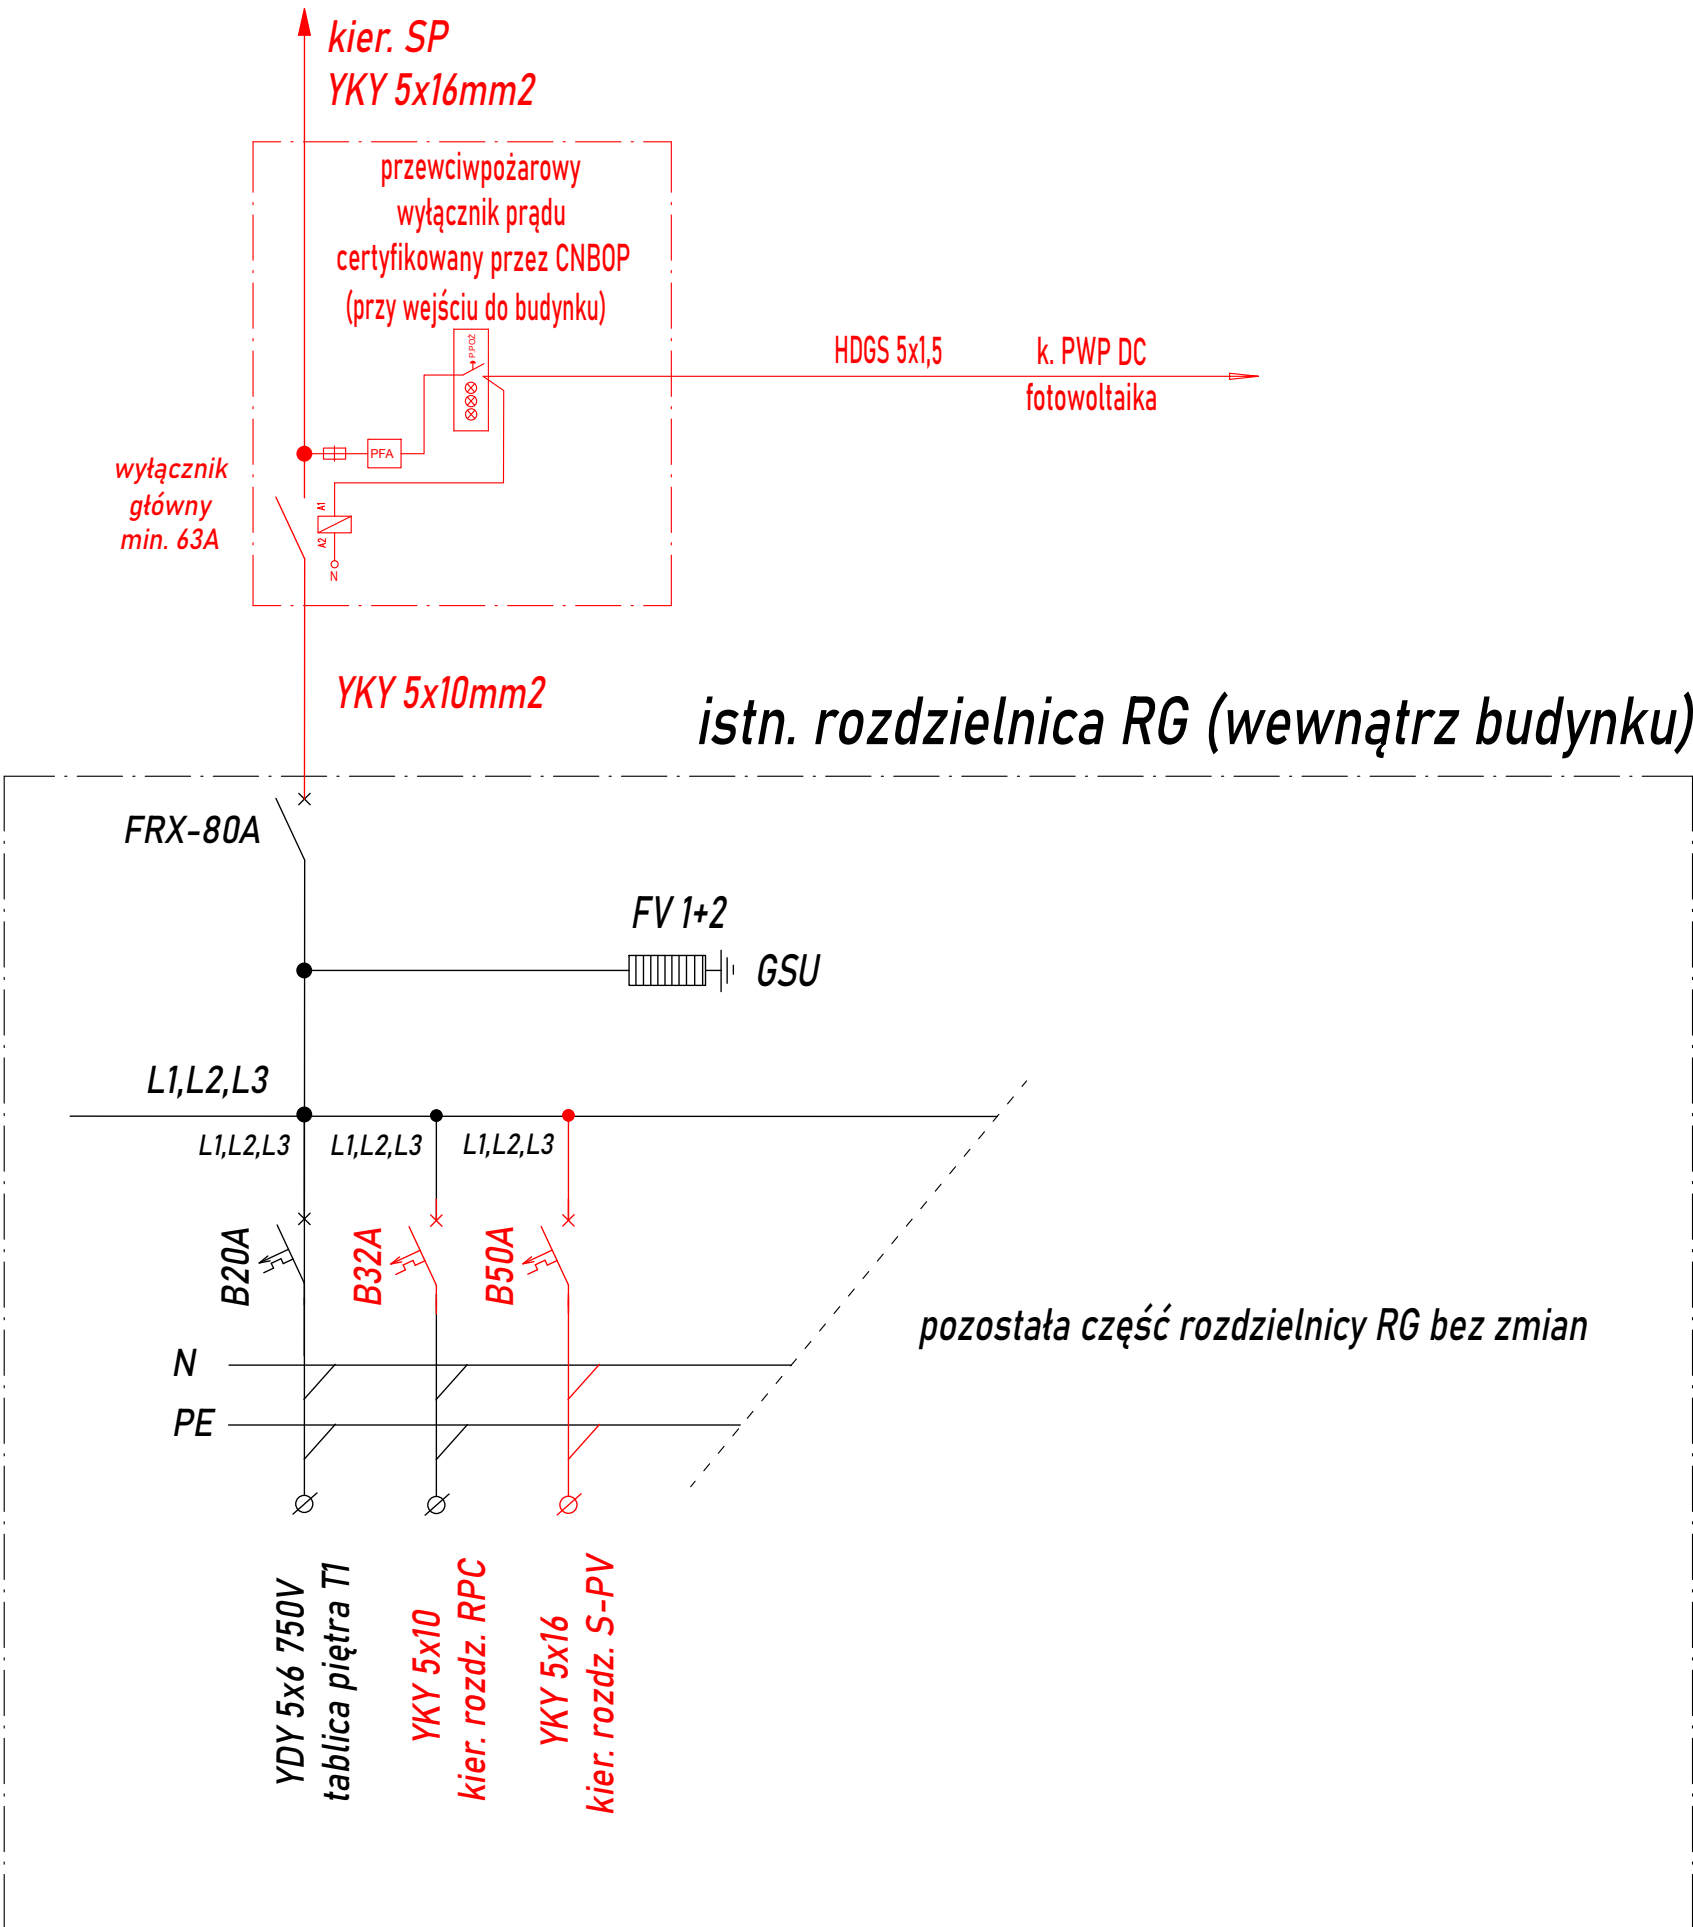 kier. SP
YKY 5x16mm2
przewciwpożarowy
wyłącznik prądu
certyfikowany przez CNBOP
(przy wejściu do budynku)
P.POŻ
HDGS 5x1,5
k. PWP DC
fotowoltaika
PFA
wyłącznik
główny
min. 63A
A1
A2
N
YKY 5x10mm2
istn. rozdzielnica RG (wewnątrz budynku)
FRX-80A
FV 1+2
GSU
L1,L2,L3
L1,L2,L3
L1,L2,L3
L1,L2,L3
B20A
B32A
B50A
pozostała część rozdzielnicy RG bez zmian
N
PE
YDY 5x6 750V
tablica piętra T1
YKY 5x10
kier. rozdz. RPC
YKY 5x16
kier. rozdz. S-PV